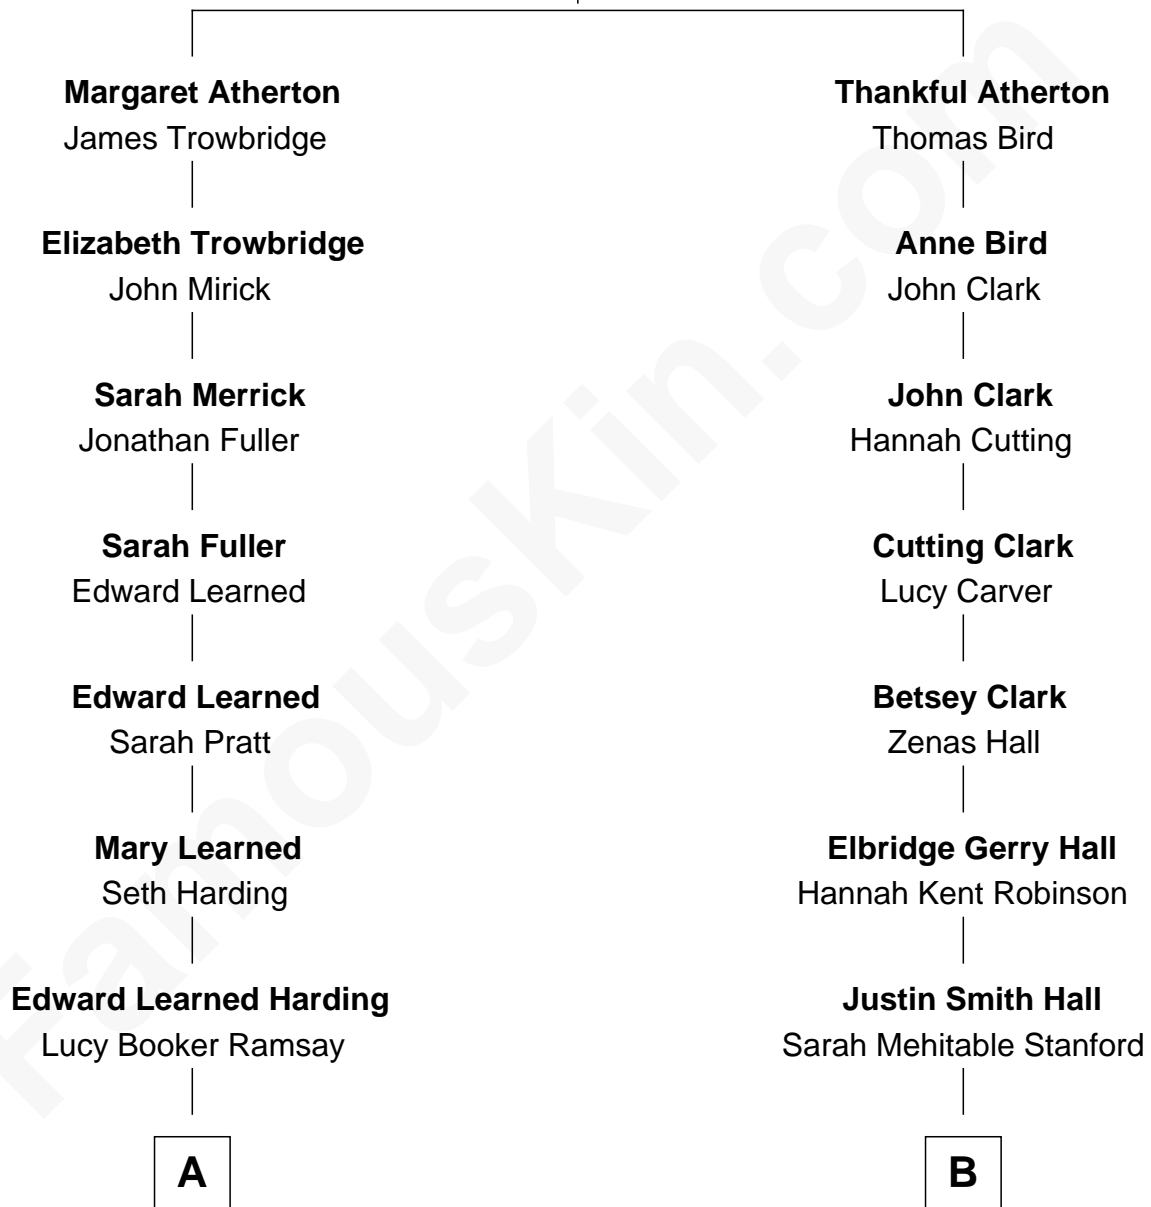 Margaret Atherton
James Trowbridge
Elizabeth Trowbridge
John Mirick
Sarah Merrick
Jonathan Fuller
Sarah Fuller
Edward Learned
Edward Learned
Sarah Pratt
Mary Learned
Seth Harding
Edward Learned Harding
Lucy Booker Ramsay
A
Thankful Atherton
Thomas Bird
Anne Bird
John Clark
John Clark
Hannah Cutting
Cutting Clark
Lucy Carver
Betsey Clark
Zenas Hall
Elbridge Gerry Hall
Hannah Kent Robinson
Justin Smith Hall
Sarah Mehitable Stanford
B
FamousKin.com